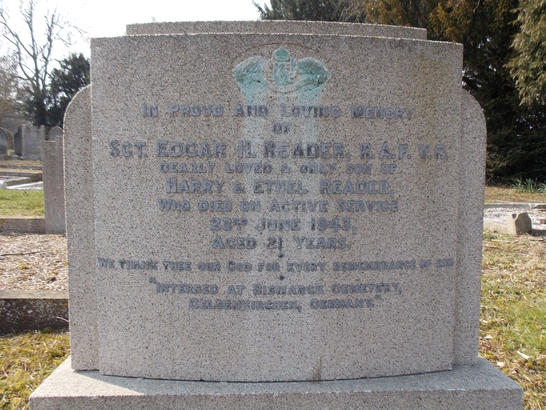 In Proud and Loving Memory
of
Sgt. Edgar H. Reader, R.A.F. V.R.
Dearly loved & only son of
Harry & Ethel Reader,
Who died on Active Service
June 1943,
Aged 21 Years.
We thank thee our God for every remembrance of him
"Interred at Bismarck Cemetery,
Gelsenkirchen, Germany."